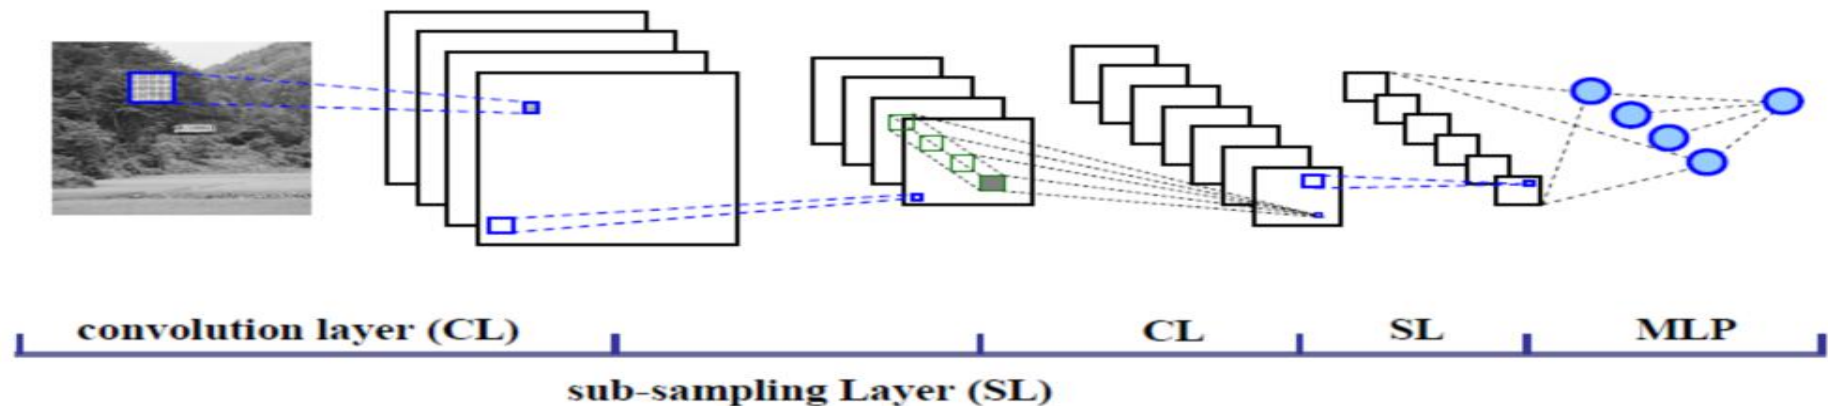 convolution layer (CL)
CL
SL
MLP
sub-sampling Layer (SL)